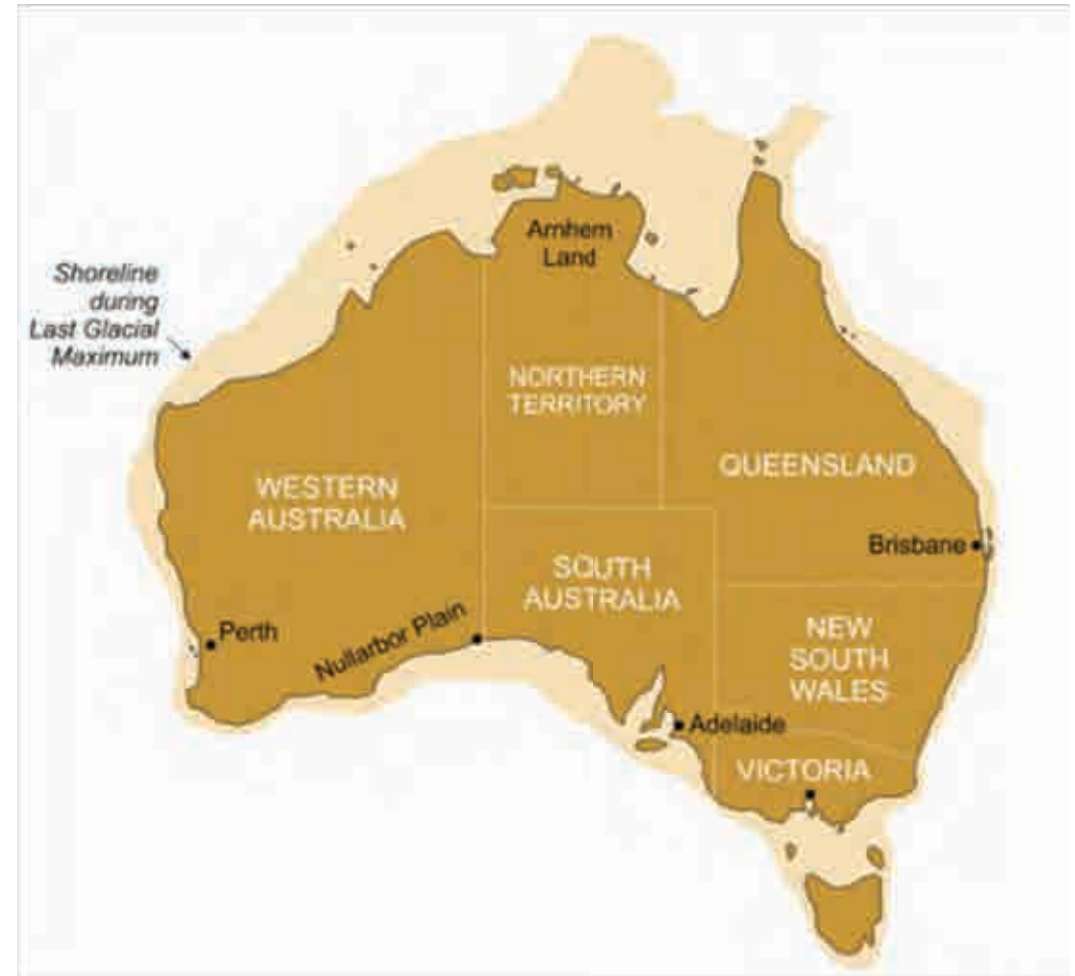 Arnhem
Land
Shoreline
during
Last Glacial
Maximum
NORTHERN
TERRITORY
QUEENSLAND
WESTERN
AUSTRALIA
Brisbane
SOUTH
AUSTRALIA
Perth
Nullarbor Plain
NEW
SOUTH
WALES
Adelaide
VICTORIA